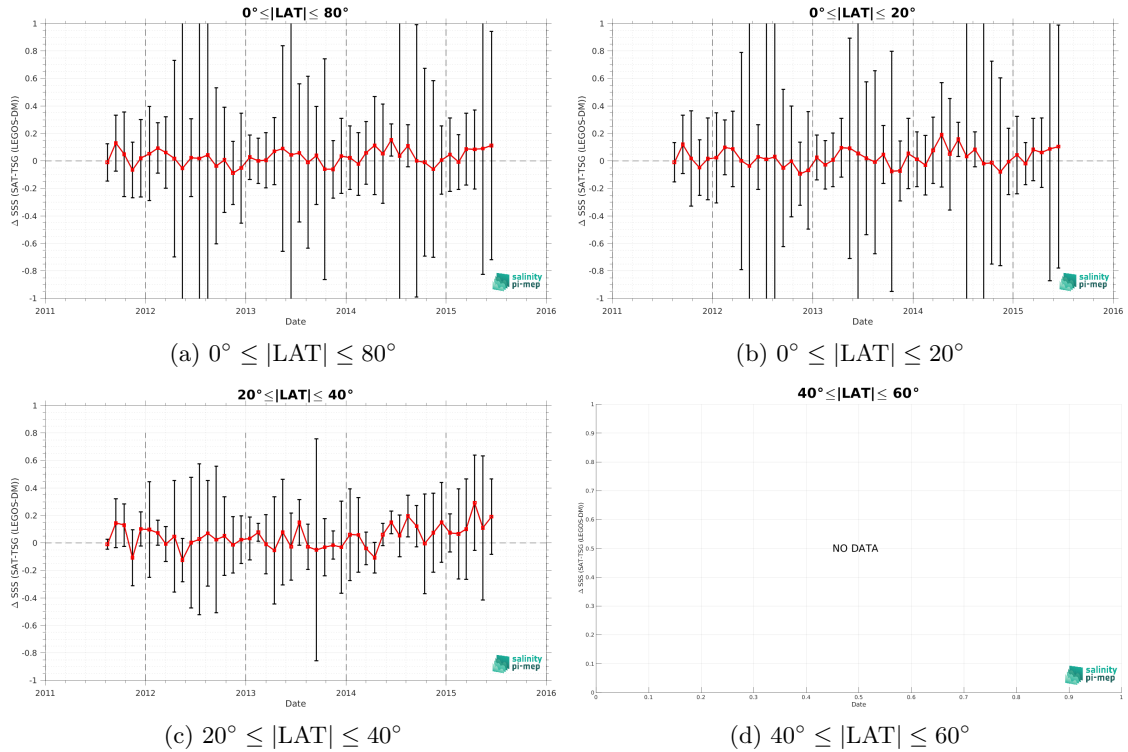 0°≤|LAT|≤ 80°
1
0.8
0.6
0.4
0.2
0
-0.2
-0.4
-0.6
-0.8
-1
Δ SSS (SAT-TSG (LEGOS-DM))
2011 2012 2013 2014 2015 2016
Date
salinity
pi-mep
(a) 0° ≤ |LAT| ≤ 80°
0°≤|LAT|≤ 20°
1
0.8
0.6
0.4
0.2
0
-0.2
-0.4
-0.6
-0.8
-1
Δ SSS (SAT-TSG (LEGOS-DM))
2011 2012 2013 2014 2015 2016
Date
salinity
pi-mep
(b) 0° ≤ |LAT| ≤ 20°
20°≤|LAT|≤ 40°
1
0.8
0.6
0.4
0.2
0
-0.2
-0.4
-0.6
-0.8
-1
Δ SSS (SAT-TSG (LEGOS-DM))
2011 2012 2013 2014 2015 2016
Date
salinity
pi-mep
(c) 20° ≤ |LAT| ≤ 40°
40°≤|LAT|≤ 60°
1
0.9
0.8
0.7
0.6
0.5
0.4
0.3
0.2
0.1
0
Δ SSS (SAT-TSG (LEGOS-DM))
NO DATA
0 0.1 0.2 0.3 0.4 0.5 0.6 0.7 0.8 0.9 1
Date
salinity
pi-mep
(d) 40° ≤ |LAT| ≤ 60°